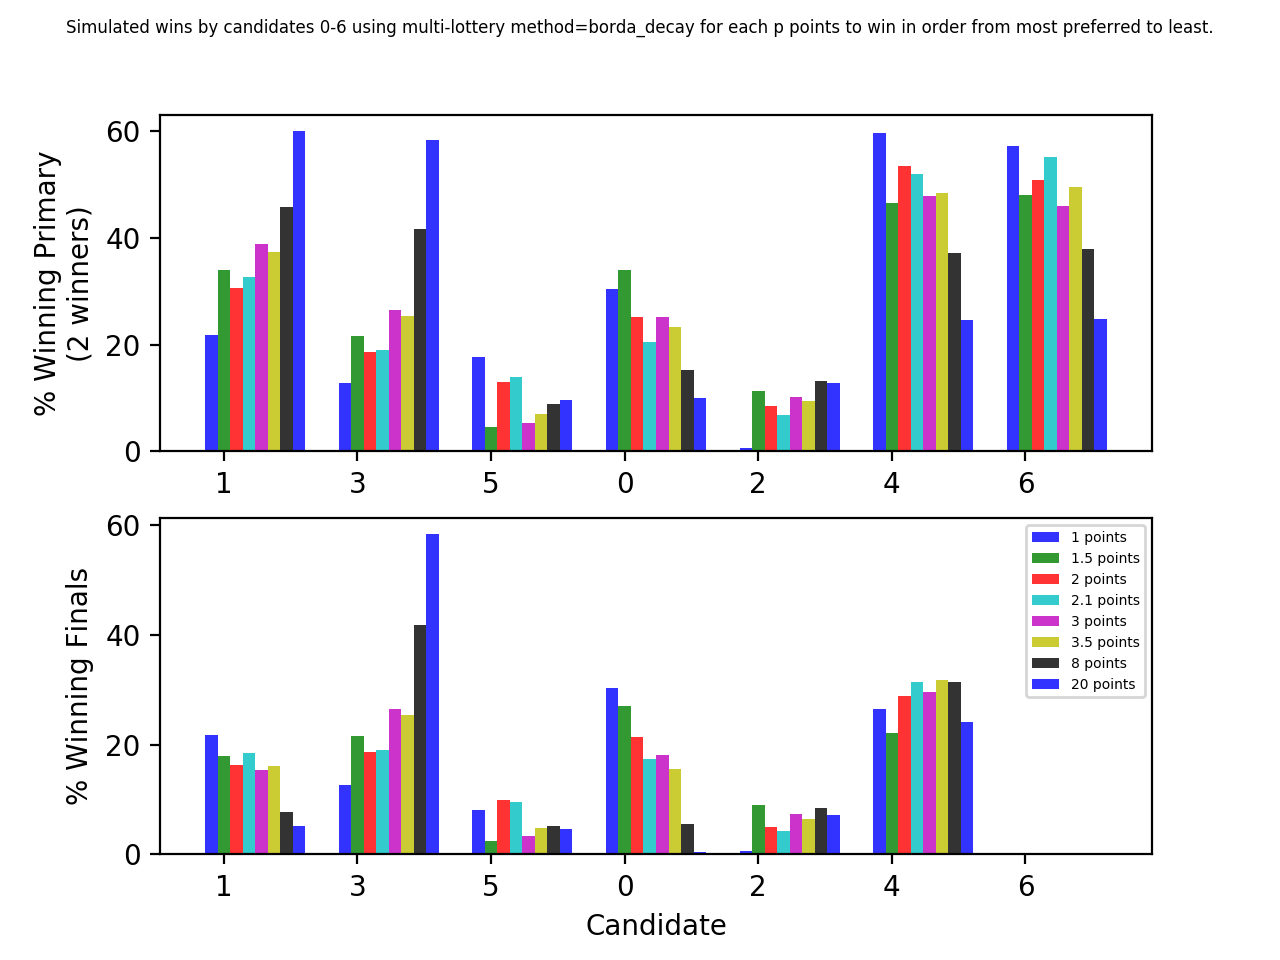 Simulated wins by candidates 0-6 using multi-lottery method=borda_decay for each p points to win in order from most preferred to least.
% Winning Primary
(2 winners)
60
40
20
0
1 3 5 0 2 4 6
% Winning Finals
60
40
20
0
1 points
1.5 points
2 points
2.1 points
3 points
3.5 points
8 points
20 points
1 3 5 0 2 4 6
Candidate